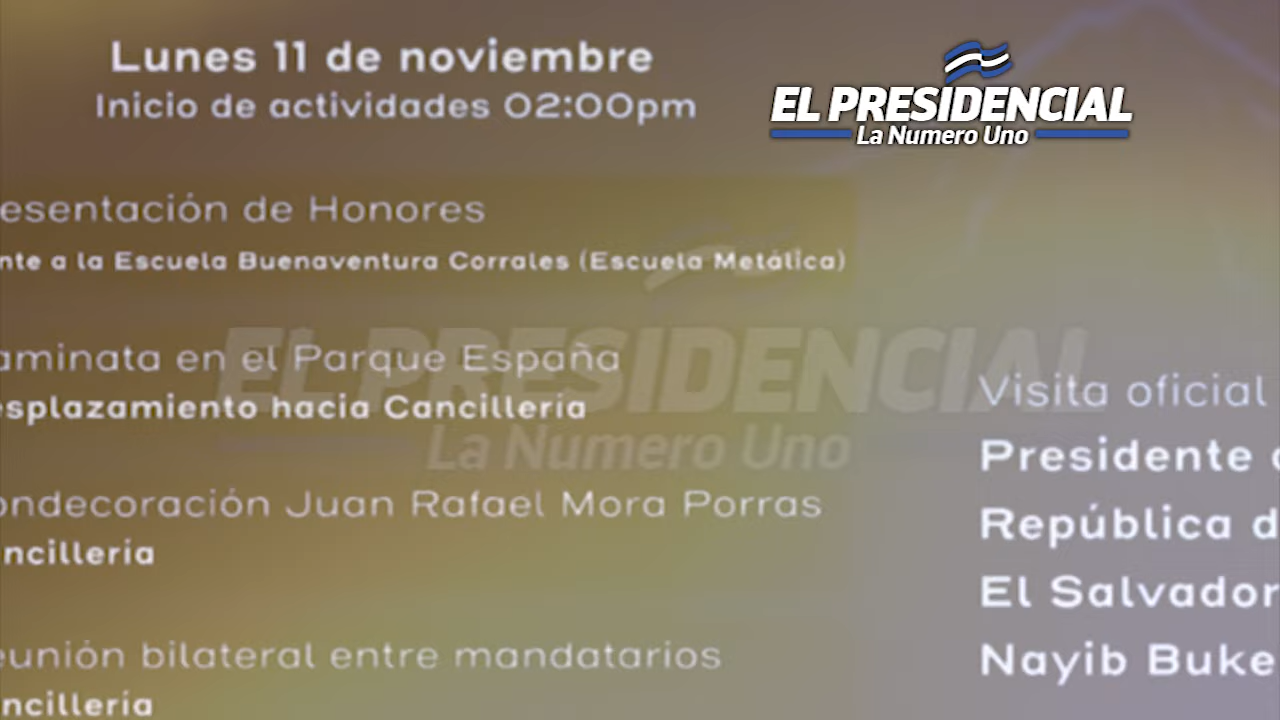 Lunes 11 de noviembre
Inicio de actividades 02:00pm
EL PRESIDENCIAL
La Numero Uno
esentación de Honores
nte a la Escuela Buenaventura Corrales (Escuela Metálica)
aminata en el Parque España
esplazamiento hacia Cancillería
ondecoración Juan Rafael Mora Porras
ncillería
eunión bilateral entre mandatarios
ncillería
EL PRESIDENCIAL
La Numero Uno
Visita oficial
Presidente
República d
El Salvador
Nayib Buke